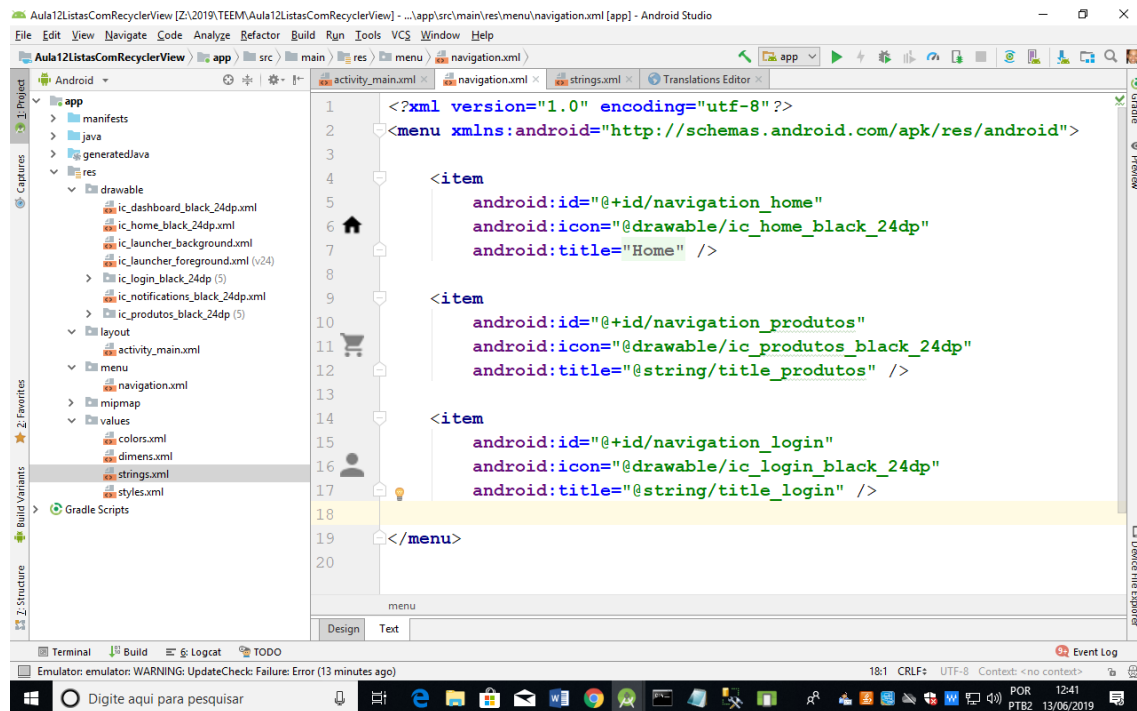 Aula12ListasComRecyclerView [Z:\2019\TEEM\Aula12ListasComRecyclerView] - ...\app\src\main\res\menu\navigation.xml [app] - Android Studio
File Edit View Navigate Code Analyze Refactor Build Run Tools VCS Window Help
Aula12ListasComRecyclerView app src main res menu navigation.xml app
Android activity_main.xml navigation.xml strings.xml Translations Editor
1: Project
Captures
2: Favorites
Build Variants
7: Structure
app
manifests
java
generatedJava
res
drawable
ic_dashboard_black_24dp.xml
ic_home_black_24dp.xml
ic_launcher_background.xml
ic_launcher_foreground.xml (v24)
ic_login_black_24dp (5)
ic_notifications_black_24dp.xml
ic_produtos_black_24dp (5)
layout
activity_main.xml
menu
navigation.xml
mipmap
values
colors.xml
dimens.xml
strings.xml
styles.xml
Gradle Scripts
1 <?xml version="1.0" encoding="utf-8"?>
2 <menu xmlns:android="http://schemas.android.com/apk/res/android">
3
4 <item
5 android:id="@+id/navigation_home"
6 android:icon="@drawable/ic_home_black_24dp"
7 android:title="Home" />
8
9 <item
10 android:id="@+id/navigation_produtos"
11 android:icon="@drawable/ic_produtos_black_24dp"
12 android:title="@string/title_produtos" />
13
14 <item
15 android:id="@+id/navigation_login"
16 android:icon="@drawable/ic_login_black_24dp"
17 android:title="@string/title_login" />
18
19 </menu>
20
menu
Design Text
Gradle
Preview
Device File Explorer
Terminal Build 6: Logcat TODO Event Log
Emulator: emulator: WARNING: UpdateCheck: Failure: Error (13 minutes ago) 18:1 CRLF UTF-8 Context: <no context>
Digite aqui para pesquisar
POR 12:41
PTB2 13/06/2019